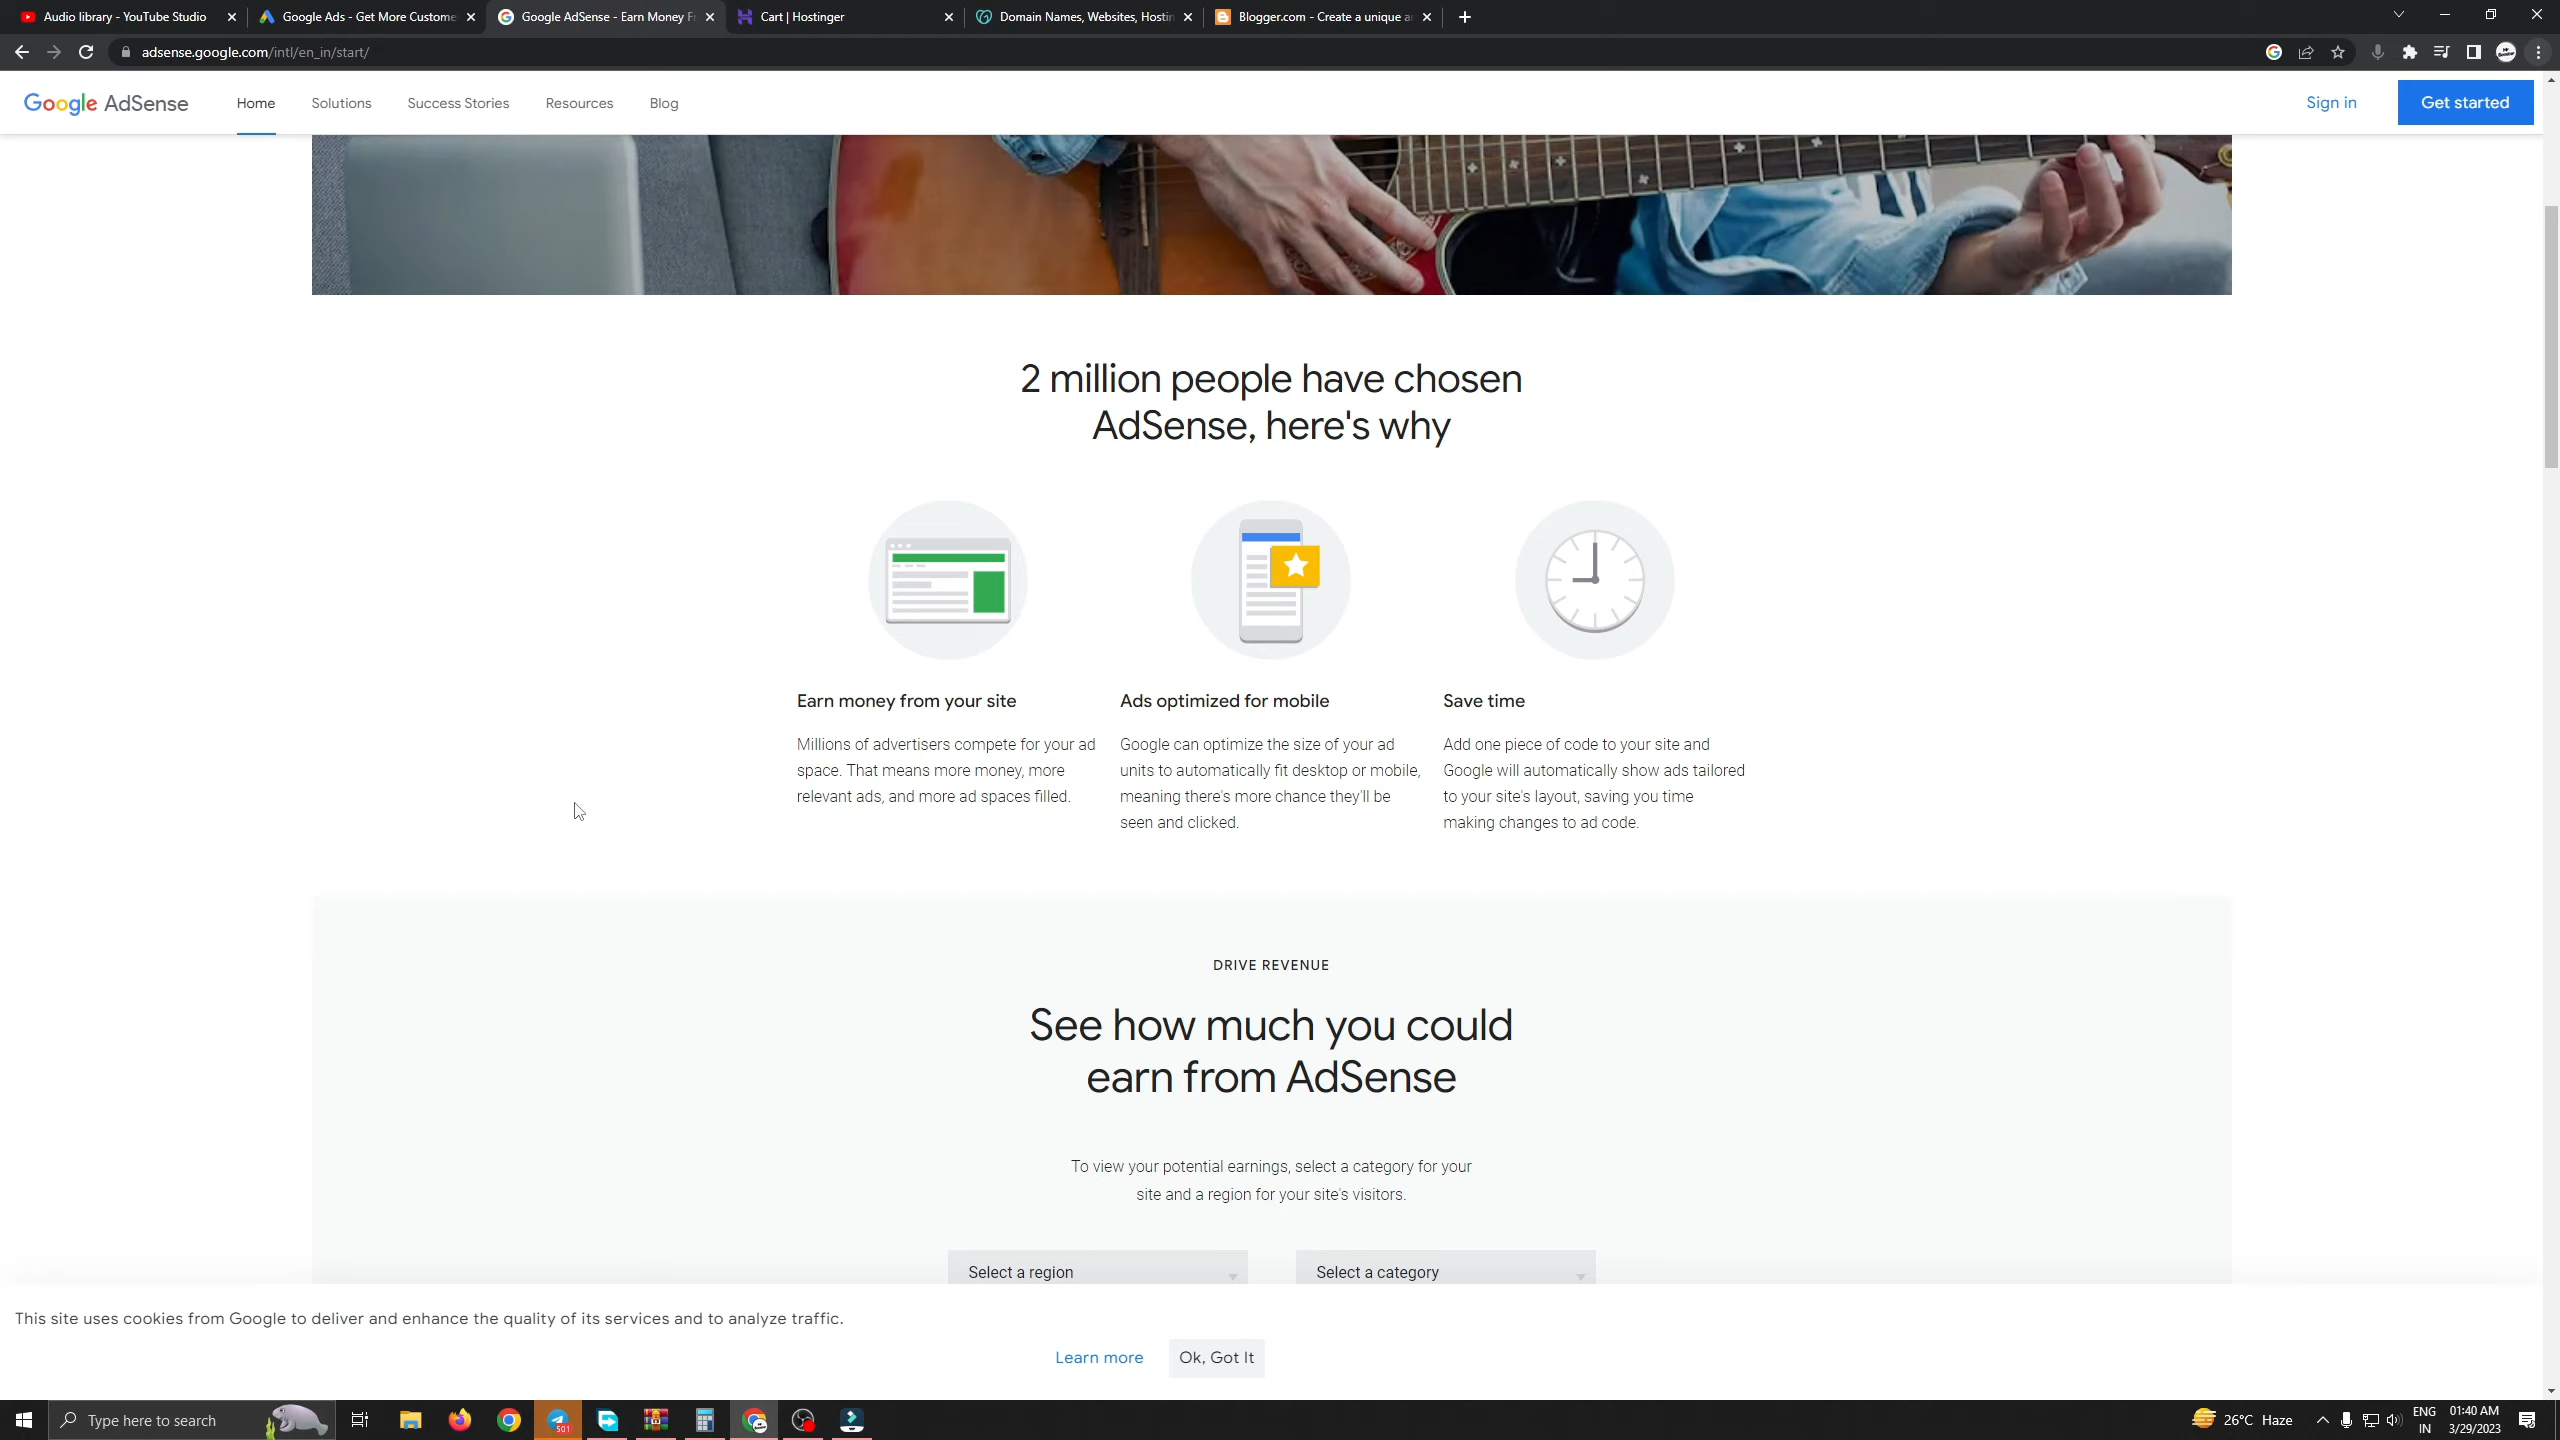 Audio library - YouTube Studio
Google Ads - Get More Custome
Google AdSense - Earn Money Fr
Cart | Hostinger
Domain Names, Websites, Hostin
Blogger.com - Create a unique a
adsense.google.com/intl/en_in/start/
Google AdSense
Home
Solutions
Success Stories
Resources
Blog
Sign in
Get started
2 million people have chosen
AdSense, here's why
Earn money from your site
Millions of advertisers compete for your ad
space. That means more money, more
relevant ads, and more ad spaces filled.
Ads optimized for mobile
Google can optimize the size of your ad
units to automatically fit desktop or mobile,
meaning there's more chance they'll be
seen and clicked.
Save time
Add one piece of code to your site and
Google will automatically show ads tailored
to your site's layout, saving you time
making changes to ad code.
DRIVE REVENUE
See how much you could
earn from AdSense
To view your potential earnings, select a category for your
site and a region for your site's visitors.
Select a region
Select a category
This site uses cookies from Google to deliver and enhance the quality of its services and to analyze traffic.
Learn more
Ok, Got It
Type here to search
501
26°C Haze
ENG
IN
01:40 AM
3/29/2023